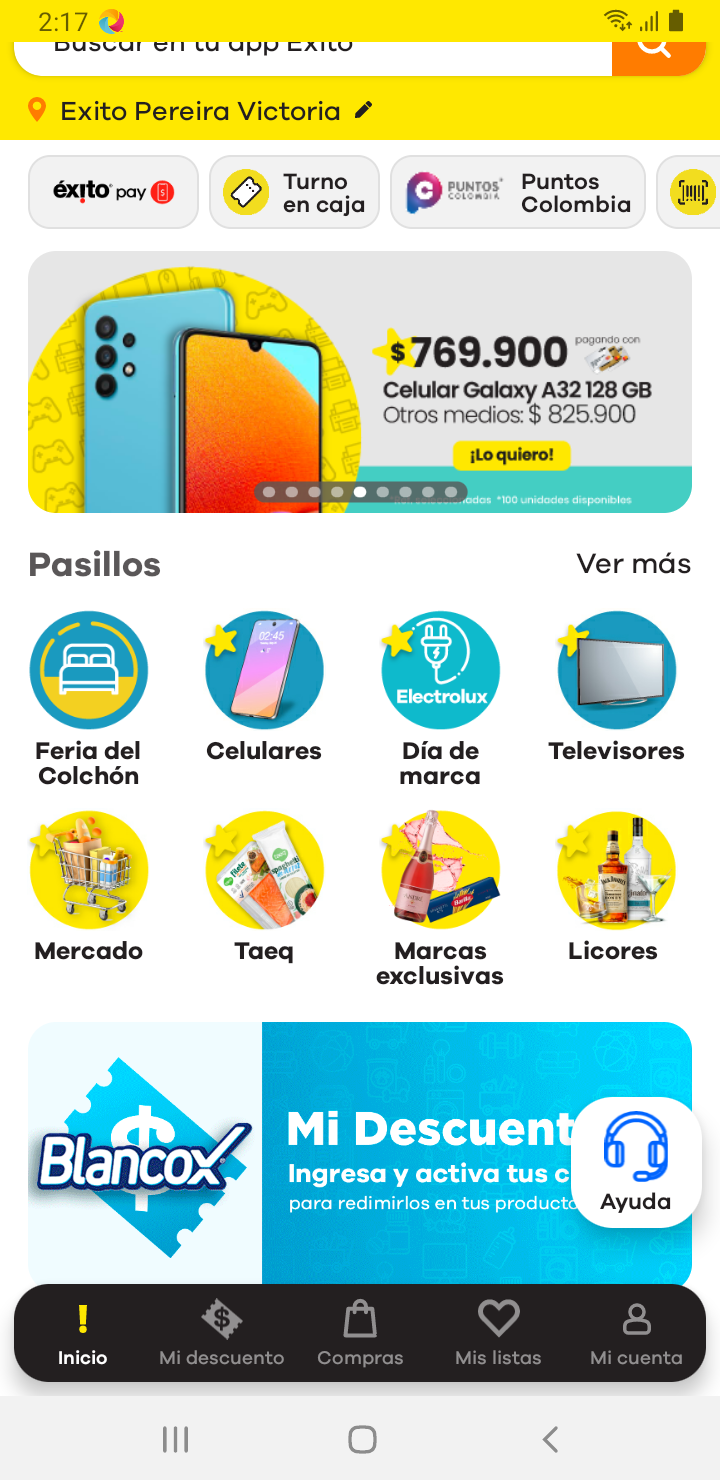 2:17
Buscar en tu app Exito
Exito Pereira Victoria
éxito pay
Turno
en caja
PUNTOS
COLOMBIA
Puntos
Colombia
$769.900
pagando con
Celular Galaxy A32 128 GB
Otros medios: $ 825.900
¡Lo quiero!
*100 unidades disponibles
Pasillos
Ver más
02:45
Electrolux
Feria del
Colchón
Celulares
Día de
marca
Televisores
Mercado
Taeq
Marcas
exclusivas
Licores
Blancox
Mi Descuent
Ingresa y activa tus c
para redimirlos en tus producto
Ayuda
Inicio
Mi descuento
Compras
Mis listas
Mi cuenta